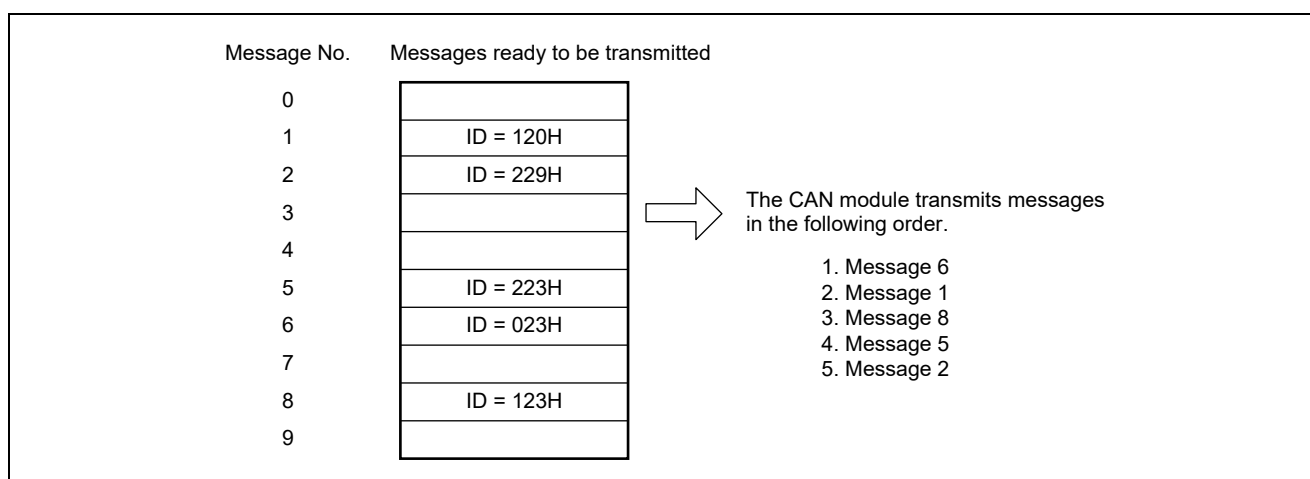 Message No. Messages ready to be transmitted
0
1 ID = 120H
2 ID = 229H
3
4
5 ID = 223H
6 ID = 023H
7
8 ID = 123H
9
The CAN module transmits messages
in the following order.
1. Message 6
2. Message 1
3. Message 8
4. Message 5
5. Message 2